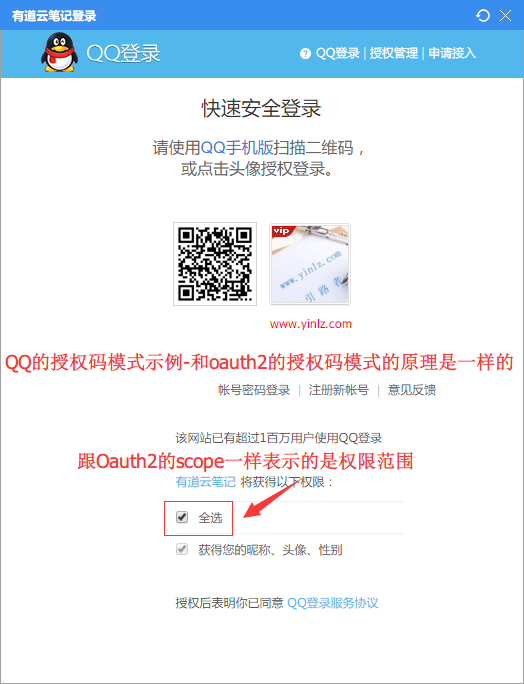 有道云笔记登录
QQ登录
QQ登录 | 授权管理 | 申请接入
快速安全登录
请使用QQ手机版扫描二维码，
或点击头像授权登录。
vip
www.yinlz.com
引路者
www.yinlz.com
QQ的授权码模式示例-和oauth2的授权码模式的原理是一样的
帐号密码登录 | 注册新帐号 | 意见反馈
该网站已有超过1百万用户使用QQ登录
跟Oauth2的scope一样表示的是权限范围
有道云笔记 将获得以下权限：
全选
获得您的昵称、头像、性别
授权后表明你已同意 QQ登录服务协议